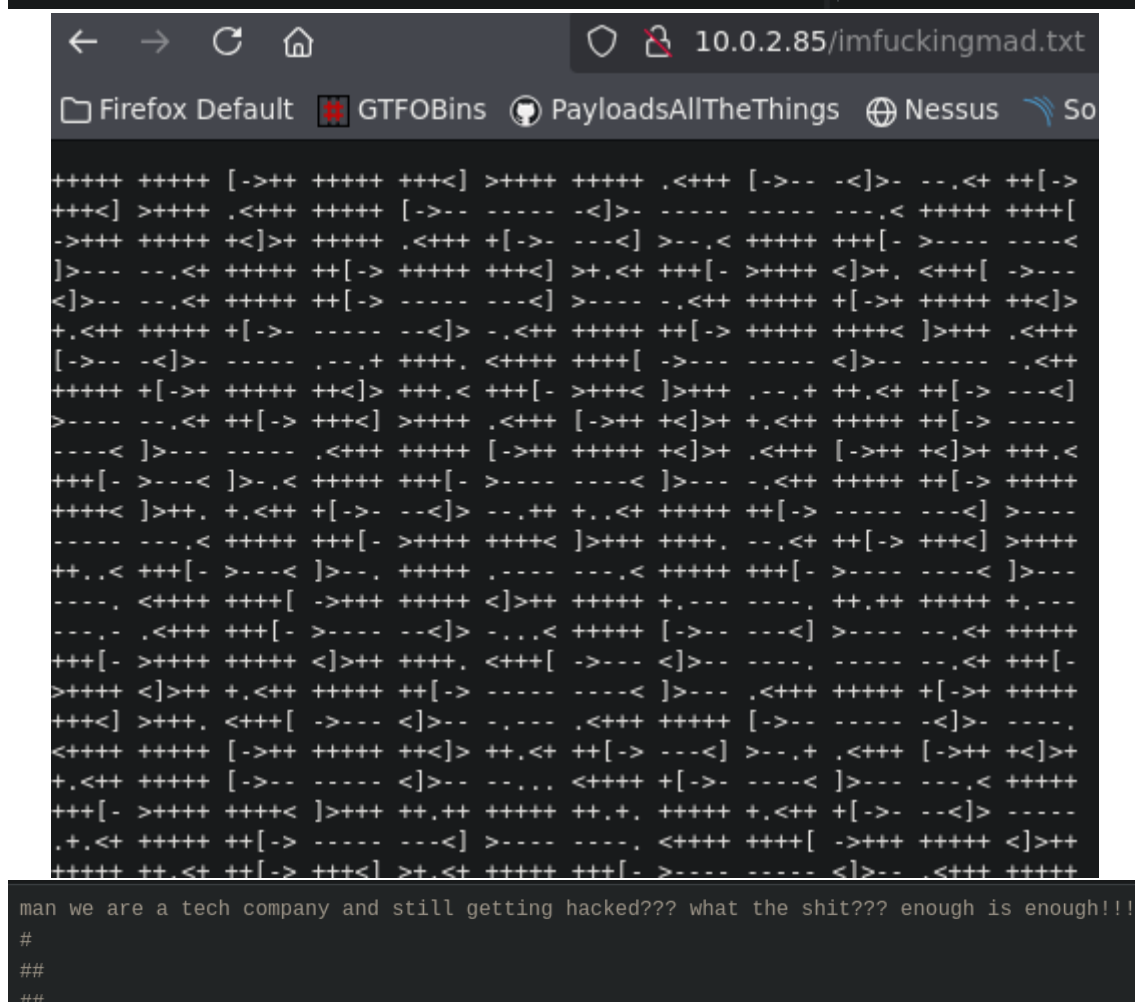 10.0.2.85/imfuckingmad.txt
Firefox Default GTFOBins PayloadsAllTheThings Nessus So
+++++ +++++ [->++ +++++ +++<] >++++ +++++ .<+++ [->-- -<]>- --.<+ ++[->
+++<] >++++ .<+++ +++++ [->-- ----- -<]>- ----- ----- ---.< +++++ ++++[
->+++ +++++ +<]>+ +++++ .<+++ +[->- ---<] >--.< +++++ +++[- >---- ----<
]>--- --.<+ +++++ ++[-> +++++ +++<] >+.<+ +++[- >++++ <]>+. <+++[ ->---
<]>-- --.<+ +++++ ++[-> ----- ---<] >---- -.<++ +++++ +[->+ +++++ ++<]>
+.<++ +++++ +[->- ----- --<]> -.<++ +++++ ++[-> +++++ ++++< ]>+++ .<+++
[->-- -<]>- ----- .--.+ ++++. <++++ ++++[ ->--- ----- <]>-- ----- -.<++
+++++ +[->+ +++++ ++<]> +++.< +++[- >+++< ]>+++ .--.+ ++.<+ ++[-> ---<]
>---- --.<+ ++[-> +++<] >++++ .<+++ [->++ +<]>+ +.<++ +++++ ++[-> -----
----< ]>--- ----- .<+++ +++++ [->++ +++++ +<]>+ .<+++ [->++ +<]>+ +++.<
+++[- >---< ]>-.< +++++ +++[- >---- ----< ]>--- -.<++ +++++ ++[-> +++++
++++< ]>++. +.<++ +[->- --<]> --.++ +..<+ +++++ ++[-> ----- ---<] >----
----- ---.< +++++ +++[- >++++ ++++< ]>+++ ++++. --.<+ ++[-> +++<] >++++
++..< +++[- >---< ]>--. +++++ .---- ---.< +++++ +++[- >---- ----< ]>---
----. <++++ ++++[ ->+++ +++++ <]>++ +++++ +.--- ----. ++.++ +++++ +.---
---.- .<+++ +++[- >---- --<]> -...< +++++ [->-- ---<] >---- --.<+ +++++
+++[- >++++ +++++ <]>++ ++++. <+++[ ->--- <]>-- ----. ----- --.<+ +++[-
>++++ <]>++ +.<++ +++++ ++[-> ----- ----< ]>--- .<+++ +++++ +[->+ +++++
+++<] >+++. <+++[ ->--- <]>-- -.--- .<+++ +++++ [->-- ----- -<]>- ----.
<++++ +++++ [->++ +++++ ++<]> ++.<+ ++[-> ---<] >--.+ .<+++ [->++ +<]>+
+.<++ +++++ [->-- ----- <]>-- --... <++++ +[->- ----< ]>--- ---.< +++++
+++[- >++++ ++++< ]>+++ ++.++ +++++ ++.+. +++++ +.<++ +[->- --<]> -----
.+.<+ +++++ ++[-> ----- ---<] >---- ----. <++++ ++++[ ->+++ +++++ <]>++
+++++ ++.<+ ++[-> +++<] >+.<+ +++++ +++[- >---- ----- <]>-- .<+++ +++++
man we are a tech company and still getting hacked??? what the shit??? enough is enough!!!
#
##
##